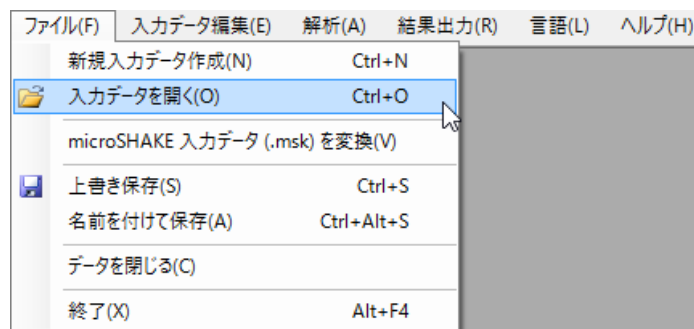 ファイル(F) 入力データ編集(E) 解析(A) 結果出力(R) 言語(L) ヘルプ(H)
新規入力データ作成(N) Ctrl+N
入力データを開く(O) Ctrl+O
microSHAKE 入力データ (.msk) を変換(V)
上書き保存(S) Ctrl+S
名前を付けて保存(A) Ctrl+Alt+S
データを閉じる(C)
終了(X) Alt+F4